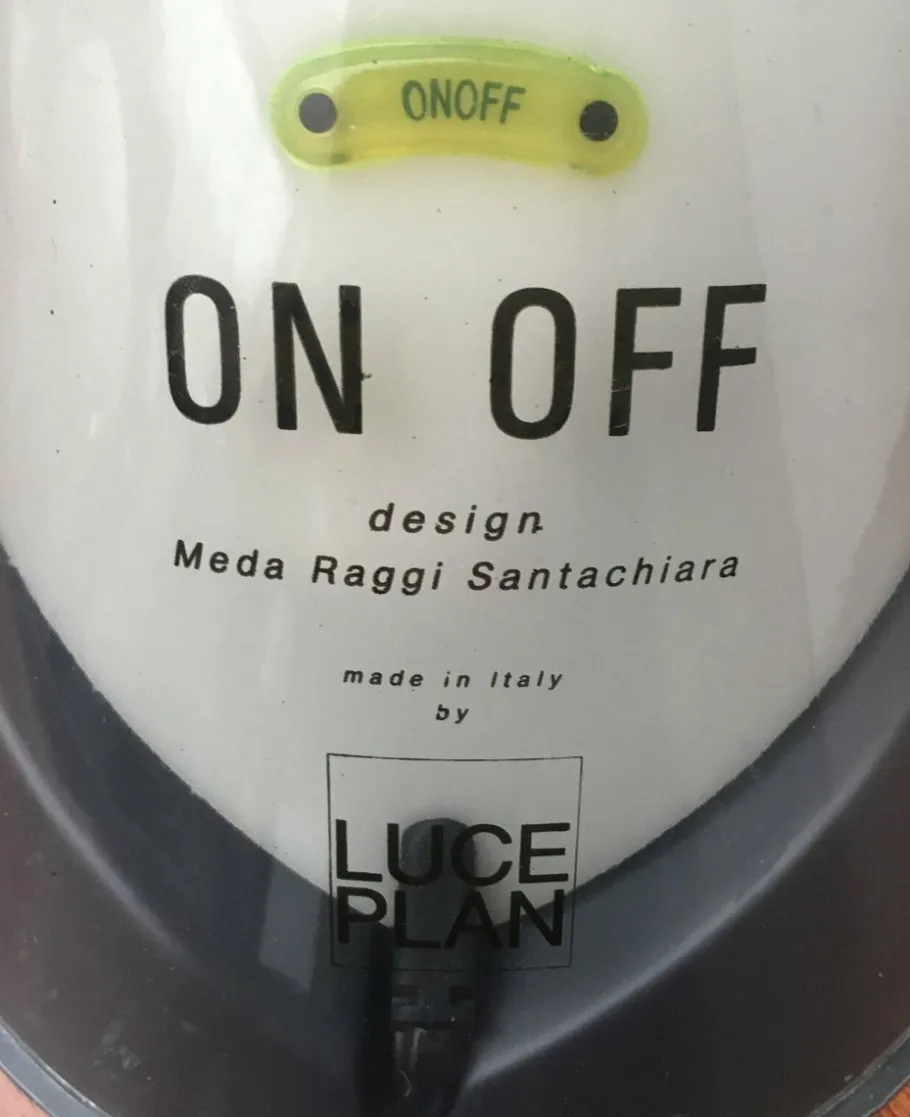 ONOFF
ON OFF
design
Meda Raggi Santachiara
made in Italy
by
LUCE
PLAN